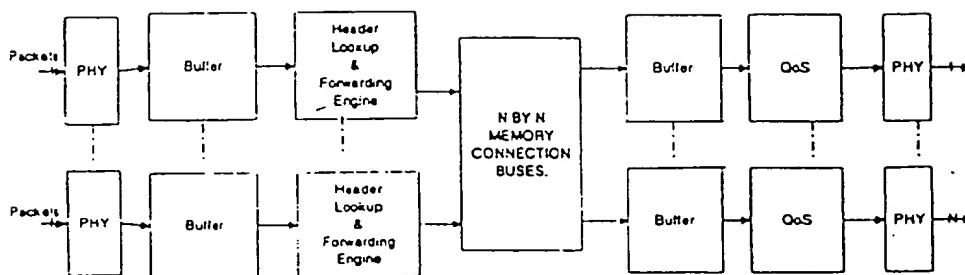 Packets
PHY
Buffer
Header
Lookup
&
Forwarding
Engine
N BY N
MEMORY
CONNECTION
BUSES.
Buffer
QoS
PHY
1
Packets
PHY
Buffer
Header
Lookup
&
Forwarding
Engine
Buffer
QoS
PHY
N